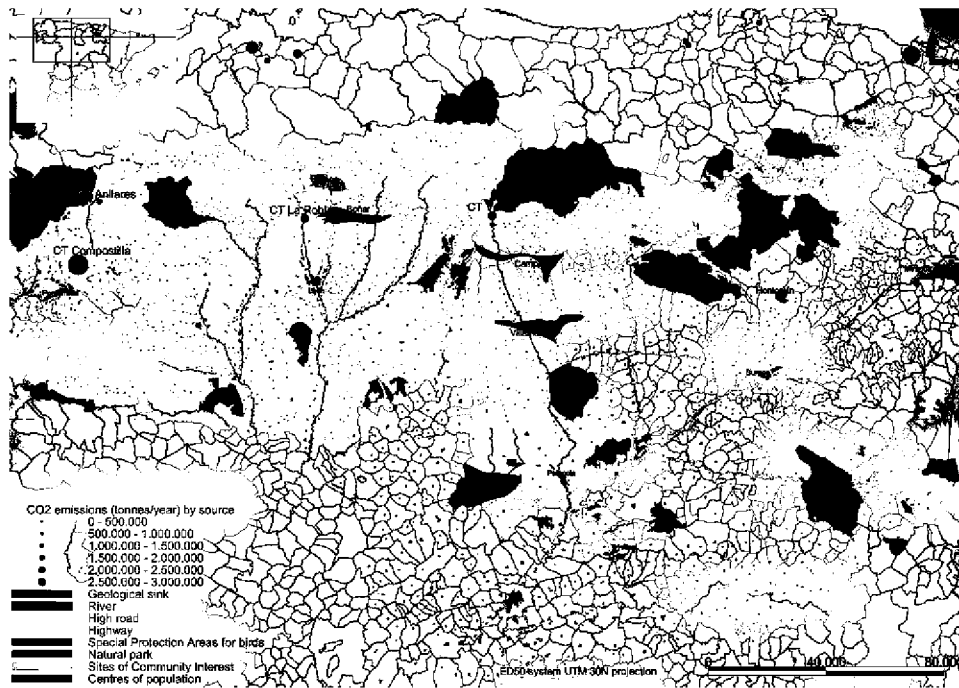 Anllares
CT La Robla
CT
CT Compostilla
CO2 emissions (tonnes/year) by source
0 - 500.000
500.000 - 1.000.000
1.000.000 - 1.500.000
1.500.000 - 2.000.000
2.000.000 - 2.500.000
2.500.000 - 3.000.000
Geological sink
River
High road
Highway
Special Protection Areas for birds
Natural park
Sites of Community Interest
Centres of population
ED50 system UTM 30N projection
0 40.000 80.000